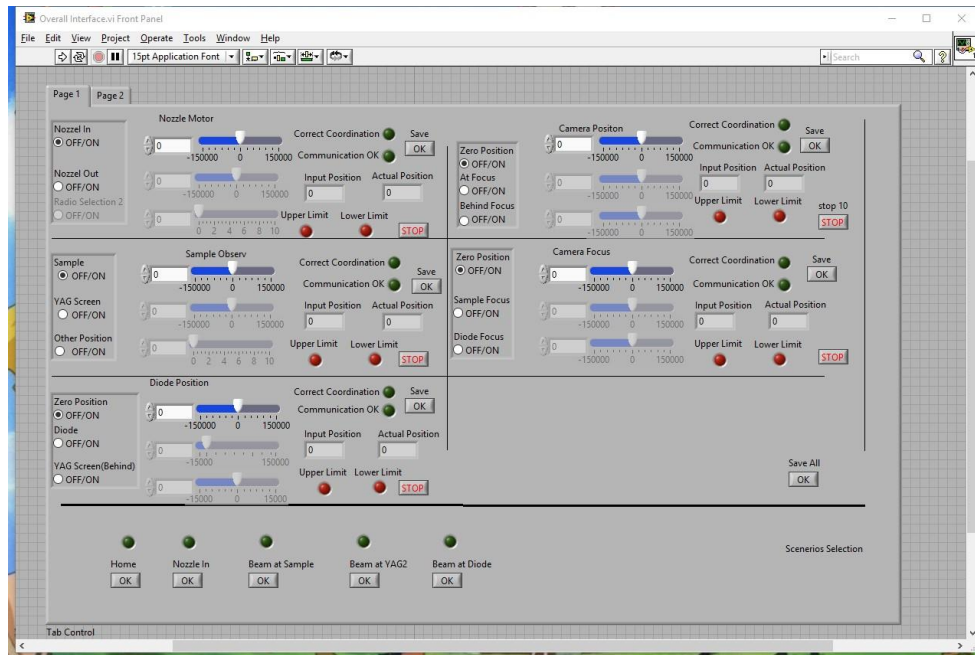 Overall Interface.vi Front Panel
File Edit View Project Operate Tools Window Help
15pt Application Font
Search
Page 1 Page 2
Nozzle Motor
Nozzel In
OFF/ON
Nozzel Out
OFF/ON
Radio Selection 2
OFF/ON
0
-150000 0 150000
0
-150000 0 150000
0
0 2 4 6 8 10
Correct Coordination
Communication OK
Save
OK
Input Position Actual Position
0 0
Upper Limit Lower Limit
STOP
Camera Positon
Zero Position
OFF/ON
At Focus
OFF/ON
Behind Focus
OFF/ON
0
-150000 0 150000
0
-150000 0 150000
0
-150000 0 150000
Correct Coordination
Communication OK
Save
OK
Input Position Actual Position
0 0
Upper Limit Lower Limit
stop 10
STOP
Sample Observ
Sample
OFF/ON
YAG Screen
OFF/ON
Other Position
OFF/ON
0
-150000 0 150000
0
-150000 0 150000
0
0 2 4 6 8 10
Correct Coordination
Communication OK
Save
OK
Input Position Actual Position
0 0
Upper Limit Lower Limit
STOP
Camera Focus
Zero Position
OFF/ON
Sample Focus
OFF/ON
Diode Focus
OFF/ON
0
-150000 0 150000
0
-150000 0 150000
0
-150000 0 150000
Correct Coordination
Communication OK
Save
OK
Input Position Actual Position
0 0
Upper Limit Lower Limit
STOP
Diode Position
Zero Position
OFF/ON
Diode
OFF/ON
YAG Screen(Behind)
OFF/ON
0
-150000 0 150000
0
-15000 150000
0
-15000 0 15000
Correct Coordination
Communication OK
Save
OK
Input Position Actual Position
0 0
Upper Limit Lower Limit
STOP
Save All
OK
Home Nozzle In Beam at Sample Beam at YAG2 Beam at Diode
OK OK OK OK OK
Scenerios Selection
Tab Control